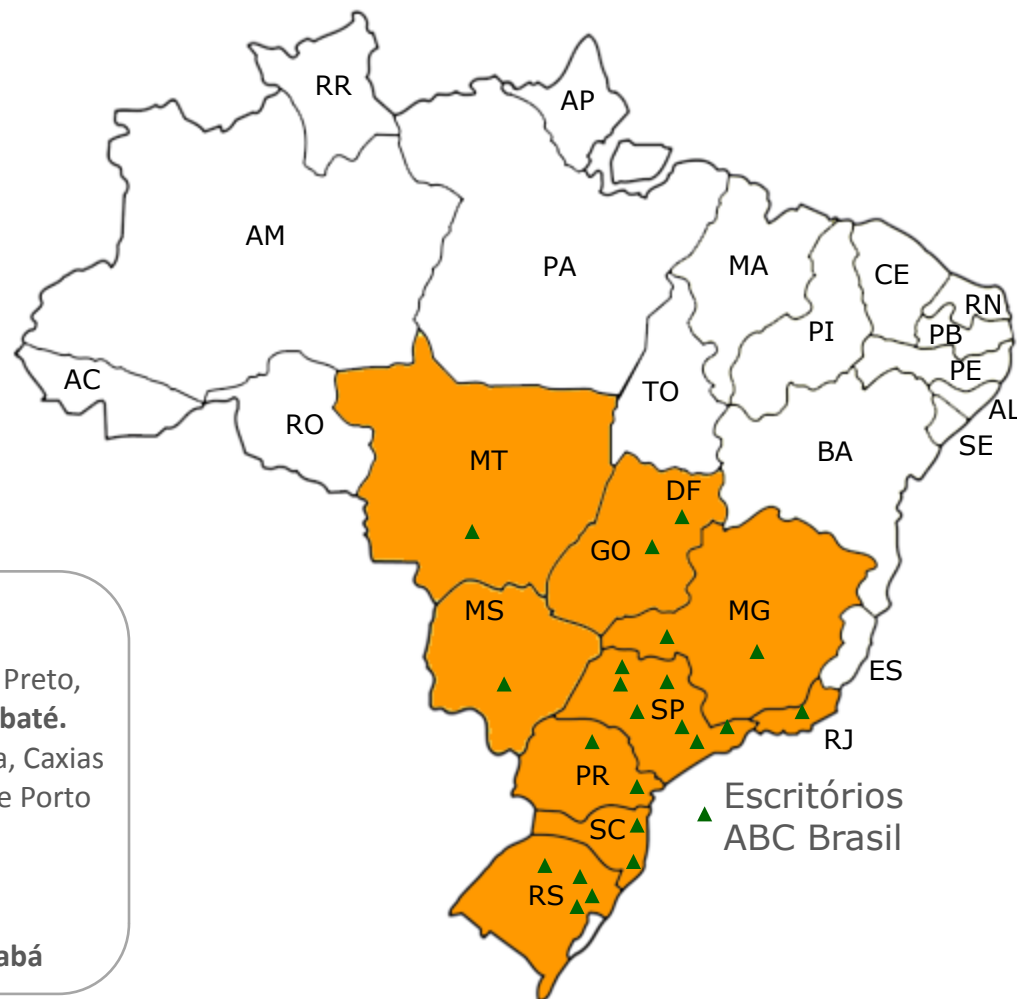 RR
AP
AM
PA
MA
CE
RN
PI
PB
PE
AC
TO
AL
RO
BA
SE
MT
DF
GO
MS
MG
ES
SP
RJ
PR
SC
RS
Escritórios
ABC Brasil
Preto,
baté.
a, Caxias
e Porto
abá